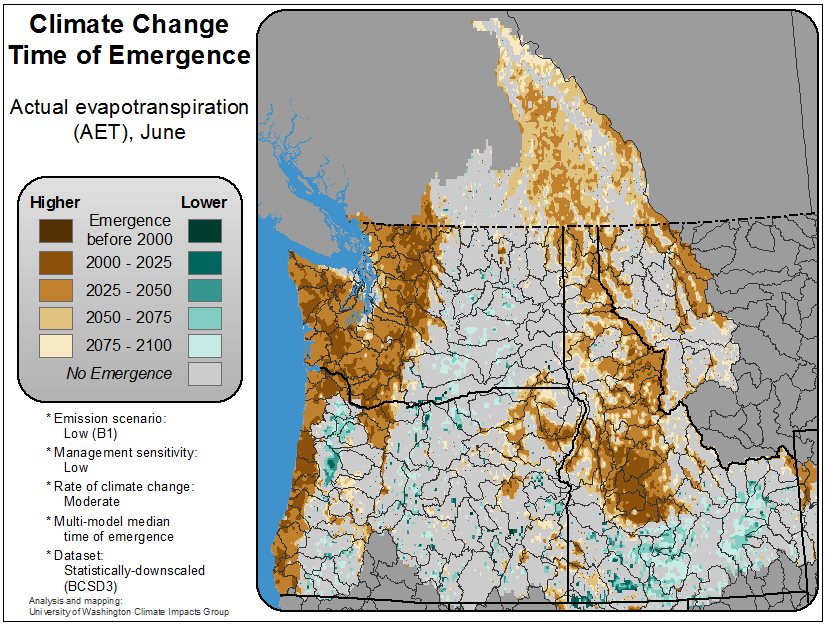 Climate Change
Time of Emergence
Actual evapotranspiration
(AET), June
Higher
Lower
Emergence
before 2000
2000 - 2025
2025 - 2050
2050 - 2075
2075 - 2100
No Emergence
* Emission scenario:
Low (B1)
* Management sensitivity:
Low
* Rate of climate change:
Moderate
* Multi-model median
time of emergence
* Dataset:
Statistically-downscaled
(BCSD3)
Analysis and mapping:
University of Washington Climate Impacts Group